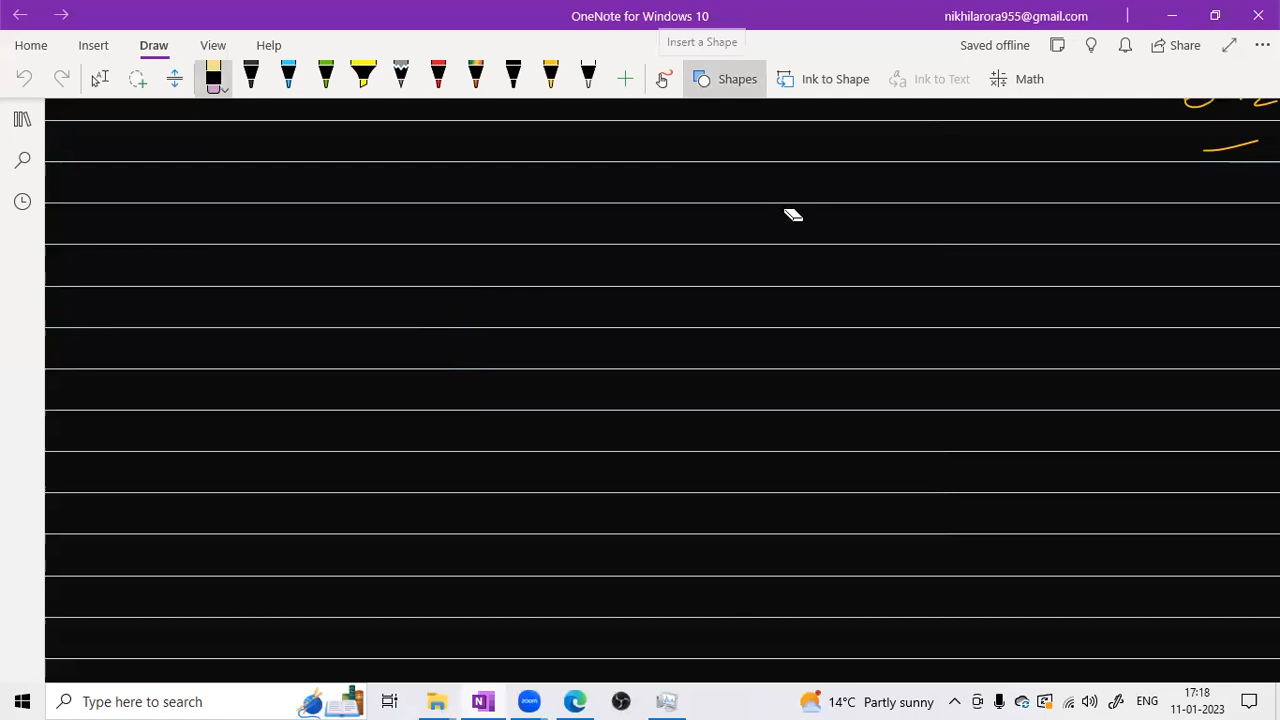 OneNote for Windows 10
nikhilarora955@gmail.com
Home Insert Draw View Help
Insert a Shape
Saved offline
Share
Shapes
Ink to Shape
Ink to Text
Math
Type here to search
zoom
14°C Partly sunny
ENG
17:18
11-01-2023